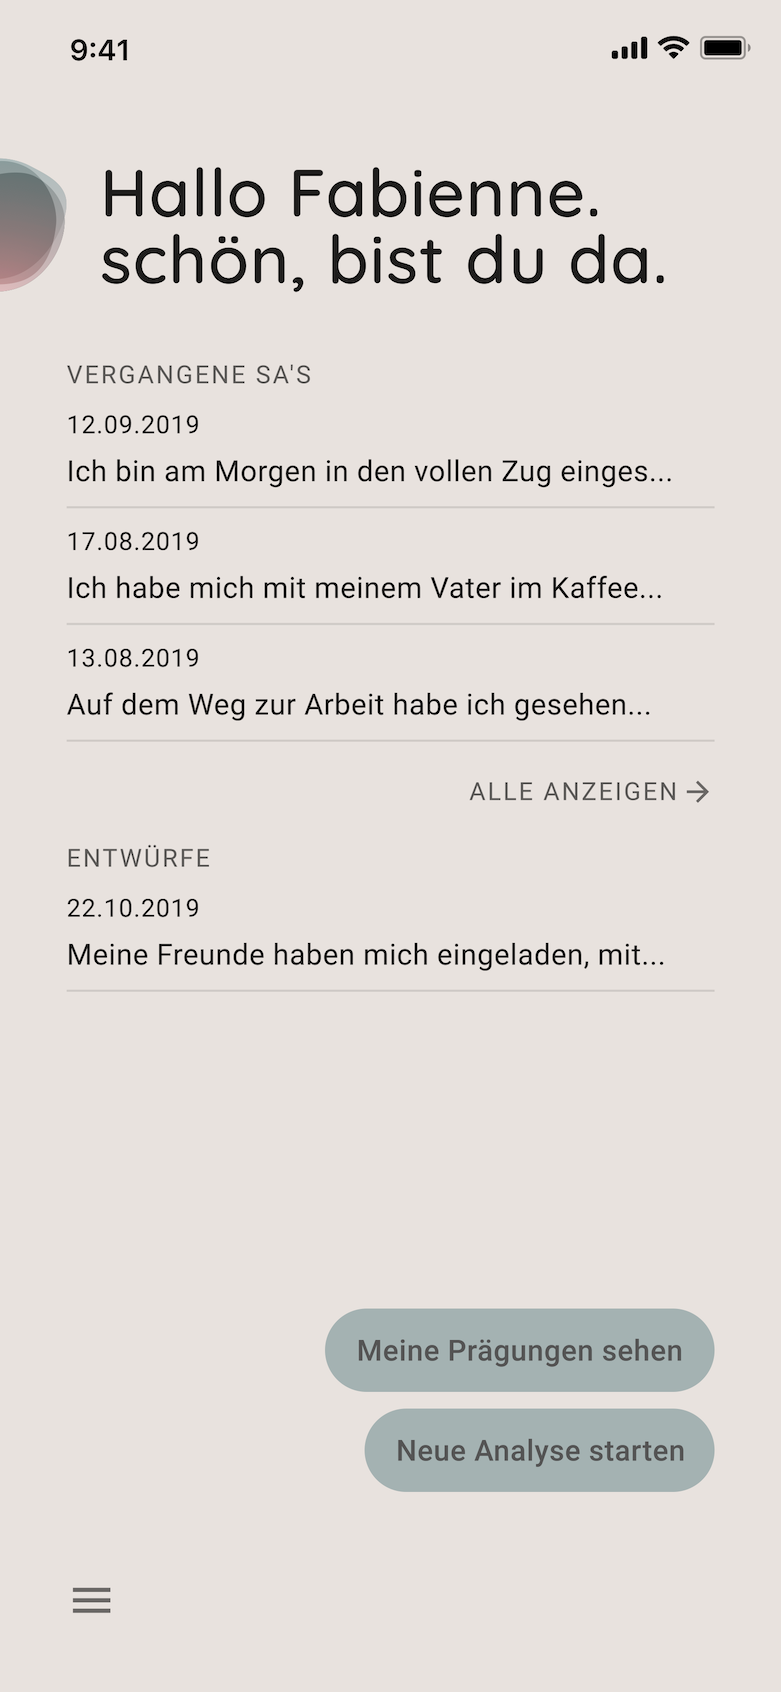 9:41
Hallo Fabienne.
schön, bist du da.
VERGANGENE SA'S
12.09.2019
Ich bin am Morgen in den vollen Zug einges...
17.08.2019
Ich habe mich mit meinem Vater im Kaffee...
13.08.2019
Auf dem Weg zur Arbeit habe ich gesehen...
ALLE ANZEIGEN →
ENTWÜRFE
22.10.2019
Meine Freunde haben mich eingeladen, mit...
Meine Prägungen sehen
Neue Analyse starten